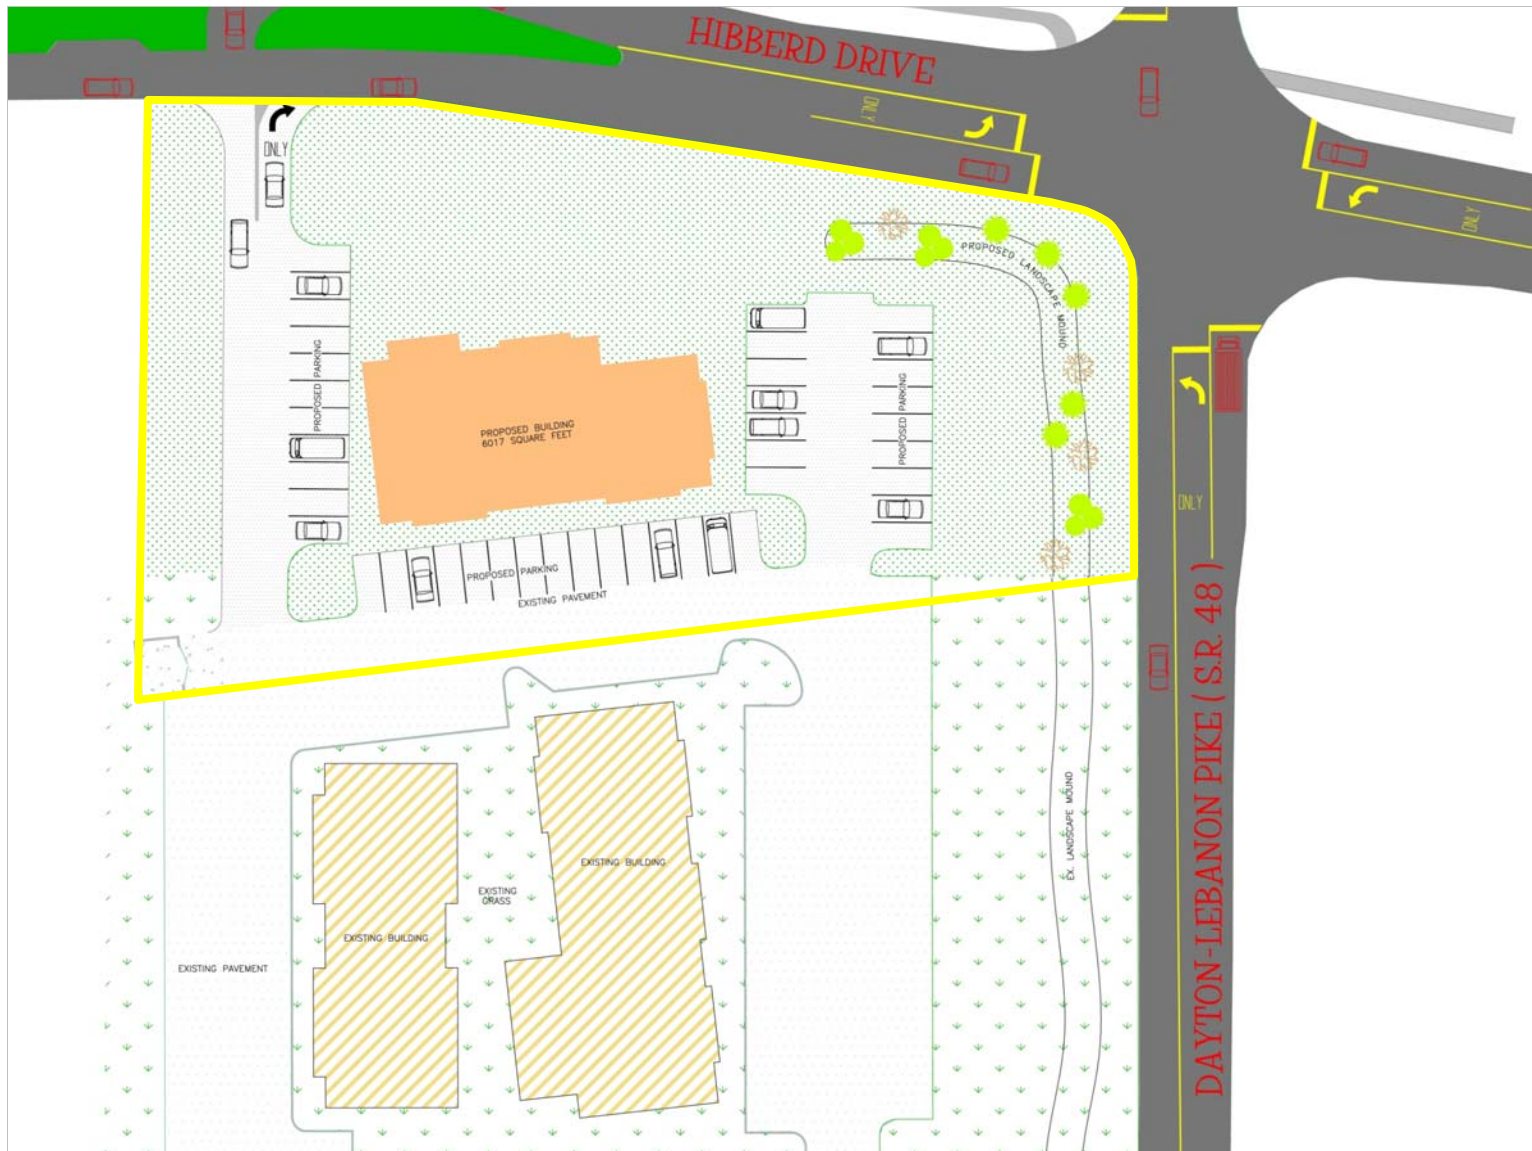 HIBBERD DRIVE
ONLY
ONLY
ONLY
PROPOSED LANDSCAPE MOUND
PROPOSED PARKING
PROPOSED BUILDING
6017 SQUARE FEET
PROPOSED PARKING
ONLY
PROPOSED PARKING
EXISTING PAVEMENT
DAYTON-LEBANON PIKE ( S.R. 48 )
EX. LANDSCAPE MOUND
EXISTING BUILDING
EXISTING
GRASS
EXISTING BUILDING
EXISTING PAVEMENT